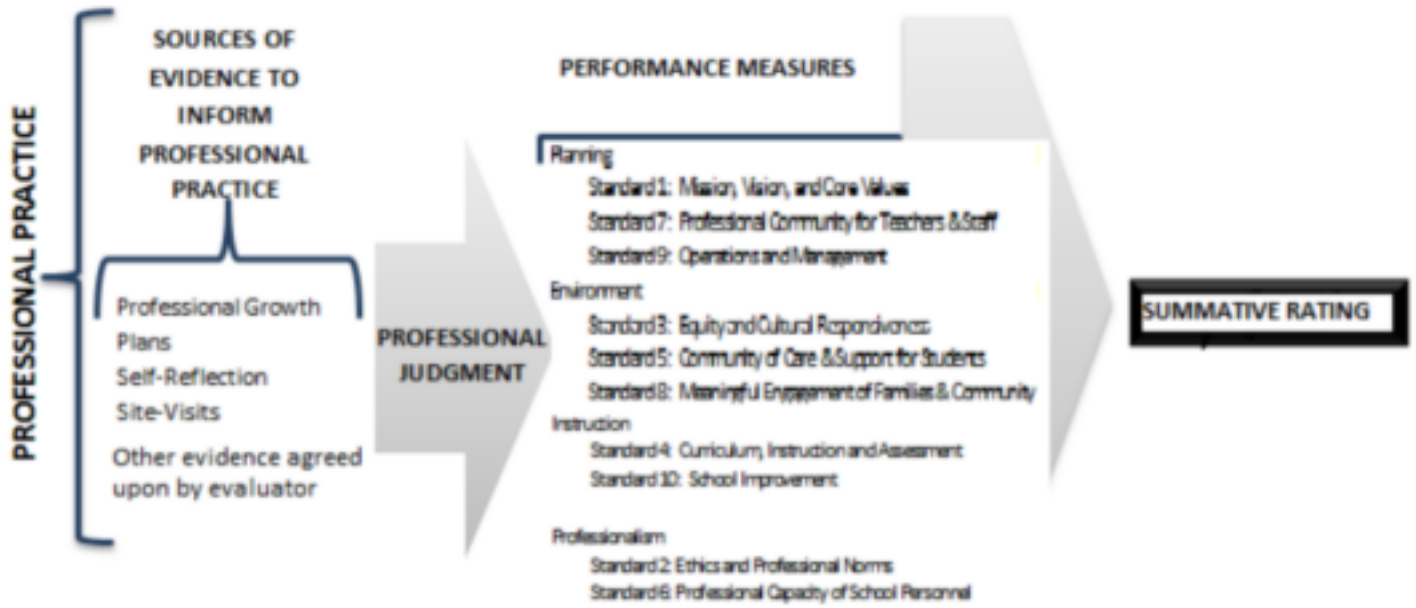 PROFESSIONAL PRACTICE
SOURCES OF
EVIDENCE TO
INFORM
PROFESSIONAL
PRACTICE
Professional Growth
Plans
Self-Reflection
Site-Visits
Other evidence agreed
upon by evaluator
PROFESSIONAL
JUDGMENT
PERFORMANCE MEASURES
Planning
Standard 1: Mission, Vision, and Core Values
Standard 7: Professional Community for Teachers & Staff
Standard 9: Operations and Management
Environment
Standard 3: Equity and Cultural Responsiveness
Standard 5: Community of Care & Support for Students
Standard 8: Meaningful Engagement of Families & Community
Instruction
Standard 4: Curriculum, Instruction and Assessment
Standard 10: School Improvement
Professionalism
Standard 2: Ethics and Professional Norms
Standard 6: Professional Capacity of School Personnel
SUMMATIVE RATING